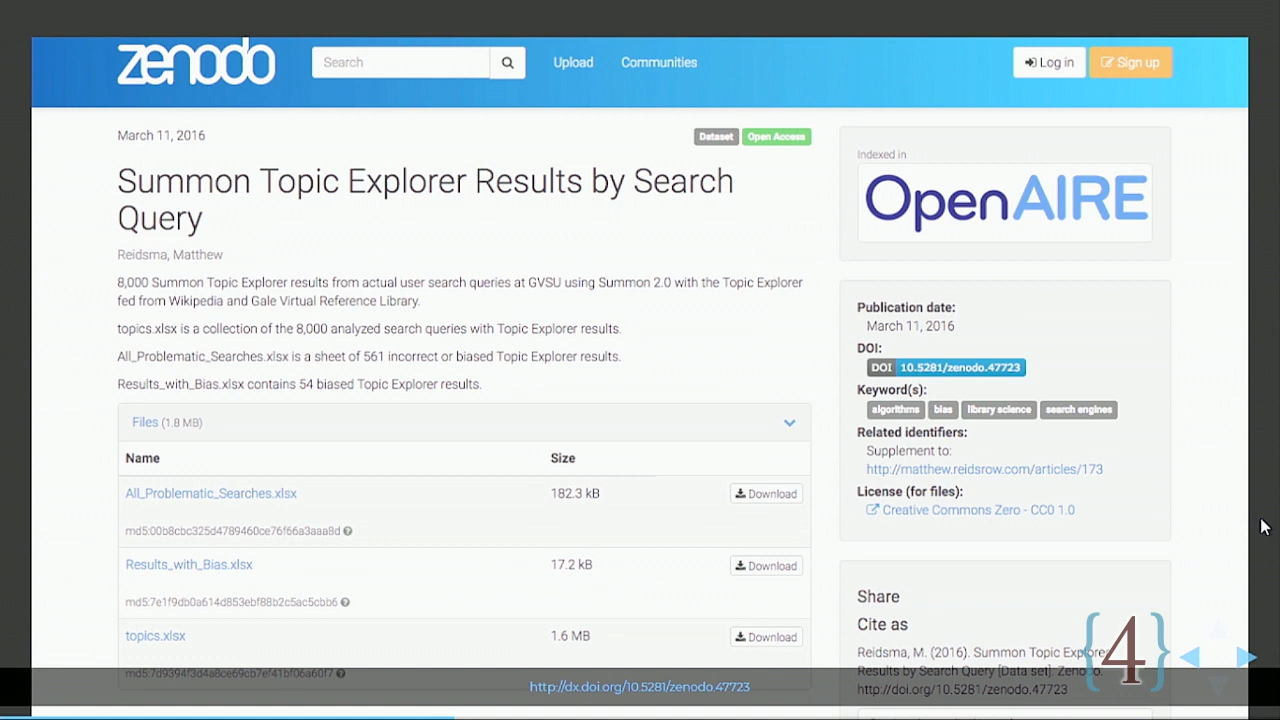 zenodo
Search
Upload
Communities
Log in
Sign up
March 11, 2016
Dataset
Open Access
Summon Topic Explorer Results by Search
Query
Reidsma, Matthew
8,000 Summon Topic Explorer results from actual user search queries at GVSU using Summon 2.0 with the Topic Explorer
fed from Wikipedia and Gale Virtual Reference Library.
topics.xlsx is a collection of the 8,000 analyzed search queries with Topic Explorer results.
All_Problematic_Searches.xlsx is a sheet of 561 incorrect or biased Topic Explorer results.
Results_with_Bias.xlsx contains 54 biased Topic Explorer results.
Files (1.8 MB)
Name Size
All_Problematic_Searches.xlsx 182.3 kB Download
md5:00b8cbc325d4789460ce76f66a3aaa8d
Results_with_Bias.xlsx 17.2 kB Download
md5:7e1f9db0a614d853ebf88b2c5ac5cbb6
topics.xlsx 1.6 MB Download
md5:7d9394f3d4a8ce69cb7ef41bf06a60f7
Indexed in
OpenAIRE
Publication date:
March 11, 2016
DOI:
DOI 10.5281/zenodo.47723
Keyword(s):
algorithms bias library science search engines
Related identifiers:
Supplement to:
http://matthew.reidsrow.com/articles/173
License (for files):
Creative Commons Zero - CC0 1.0
Share
Cite as
Reidsma, M. (2016). Summon Topic Explore
Results by Search Query [Data set]. Zenodo.
http://doi.org/10.5281/zenodo.47723
{4}
http://dx.doi.org/10.5281/zenodo.47723